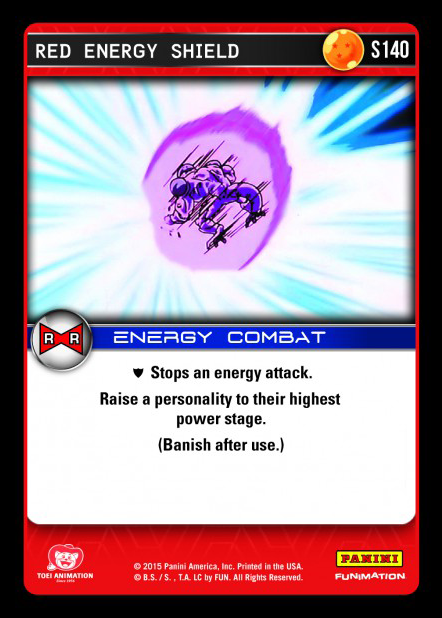 RED ENERGY SHIELD
S140
R R
ENERGY COMBAT
Stops an energy attack.
Raise a personality to their highest
power stage.
(Banish after use.)
TOEI ANIMATION
Since 1956
© 2015 Panini America, Inc. Printed in the USA.
© B.S. / S. , T.A. LC by FUN. All Rights Reserved.
PANINI
FUNIMATION